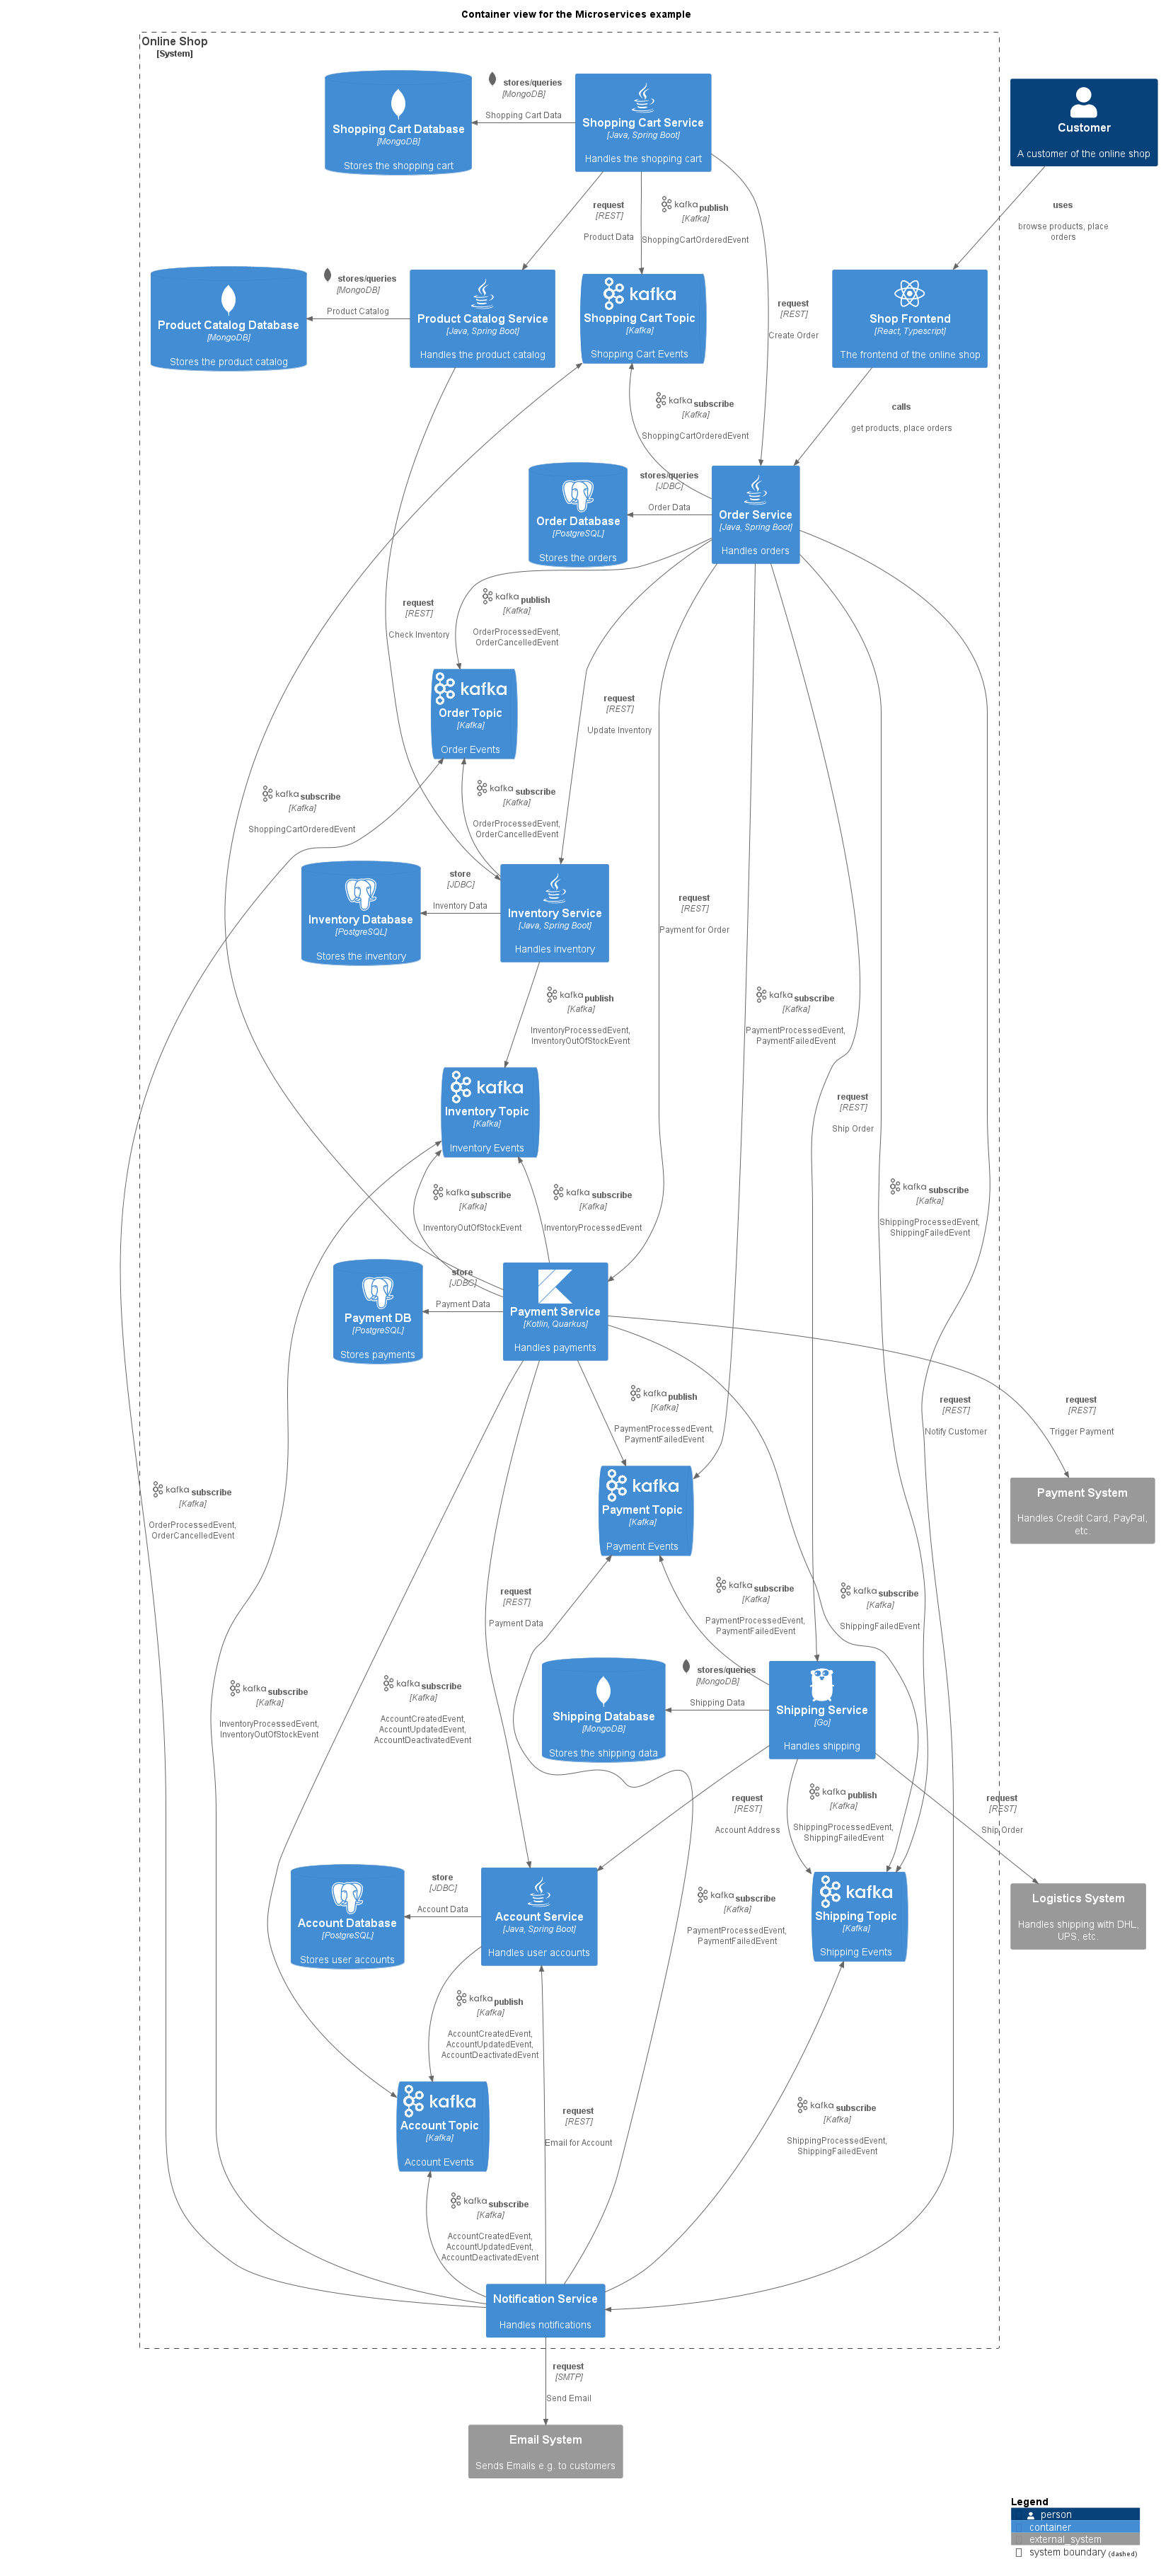 Container view for the Microservices example
Online Shop
[System]
stores/queries
[MongoDB]
Shopping Cart Data
Shopping Cart Database
[MongoDB]
Stores the shopping cart
Shopping Cart Service
[Java, Spring Boot]
Handles the shopping cart
Customer
A customer of the online shop
request
[REST]
Product Data
kafka publish
[Kafka]
ShoppingCartOrderedEvent
uses
browse products, place
orders
stores/queries
[MongoDB]
Product Catalog
Product Catalog Database
[MongoDB]
Stores the product catalog
Product Catalog Service
[Java, Spring Boot]
Handles the product catalog
kafka
Shopping Cart Topic
[Kafka]
Shopping Cart Events
request
[REST]
Create Order
Shop Frontend
[React, Typescript]
The frontend of the online shop
kafka subscribe
[Kafka]
ShoppingCartOrderedEvent
calls
get products, place orders
stores/queries
[JDBC]
Order Data
Order Database
[PostgreSQL]
Stores the orders
Order Service
[Java, Spring Boot]
Handles orders
request
[REST]
Check Inventory
kafka publish
[Kafka]
OrderProcessedEvent,
OrderCancelledEvent
kafka
Order Topic
[Kafka]
Order Events
request
[REST]
Update Inventory
kafka subscribe
[Kafka]
ShoppingCartOrderedEvent
kafka subscribe
[Kafka]
OrderProcessedEvent,
OrderCancelledEvent
store
[JDBC]
Inventory Data
Inventory Database
[PostgreSQL]
Stores the inventory
Inventory Service
[Java, Spring Boot]
Handles inventory
request
[REST]
Payment for Order
kafka publish
[Kafka]
InventoryProcessedEvent,
InventoryOutOfStockEvent
kafka subscribe
[Kafka]
PaymentProcessedEvent,
PaymentFailedEvent
kafka
Inventory Topic
[Kafka]
Inventory Events
request
[REST]
Ship Order
kafka subscribe
[Kafka]
InventoryOutOfStockEvent
kafka subscribe
[Kafka]
InventoryProcessedEvent
kafka subscribe
[Kafka]
ShippingProcessedEvent,
ShippingFailedEvent
store
[JDBC]
Payment Data
Payment DB
[PostgreSQL]
Stores payments
Payment Service
[Kotlin, Quarkus]
Handles payments
kafka publish
[Kafka]
PaymentProcessedEvent,
PaymentFailedEvent
request
[REST]
Notify Customer
request
[REST]
Trigger Payment
kafka subscribe
[Kafka]
OrderProcessedEvent,
OrderCancelledEvent
kafka
Payment Topic
[Kafka]
Payment Events
Payment System
Handles Credit Card, PayPal,
etc.
request
[REST]
Payment Data
kafka subscribe
[Kafka]
PaymentProcessedEvent,
PaymentFailedEvent
kafka subscribe
[Kafka]
ShippingFailedEvent
kafka subscribe
[Kafka]
InventoryProcessedEvent,
InventoryOutOfStockEvent
kafka subscribe
[Kafka]
AccountCreatedEvent,
AccountUpdatedEvent,
AccountDeactivatedEvent
stores/queries
[MongoDB]
Shipping Data
Shipping Database
[MongoDB]
Stores the shipping data
Shipping Service
[Go]
Handles shipping
request
[REST]
Account Address
kafka publish
[Kafka]
ShippingProcessedEvent,
ShippingFailedEvent
request
[REST]
Ship Order
store
[JDBC]
Account Data
Account Database
[PostgreSQL]
Stores user accounts
Account Service
[Java, Spring Boot]
Handles user accounts
kafka subscribe
[Kafka]
PaymentProcessedEvent,
PaymentFailedEvent
kafka
Shipping Topic
[Kafka]
Shipping Events
Logistics System
Handles shipping with DHL,
UPS, etc.
kafka publish
[Kafka]
AccountCreatedEvent,
AccountUpdatedEvent,
AccountDeactivatedEvent
kafka
Account Topic
[Kafka]
Account Events
request
[REST]
Email for Account
kafka subscribe
[Kafka]
ShippingProcessedEvent,
ShippingFailedEvent
kafka subscribe
[Kafka]
AccountCreatedEvent,
AccountUpdatedEvent,
AccountDeactivatedEvent
Notification Service
Handles notifications
request
[SMTP]
Send Email
Email System
Sends Emails e.g. to customers
Legend
person
container
external_system
system boundary (dashed)